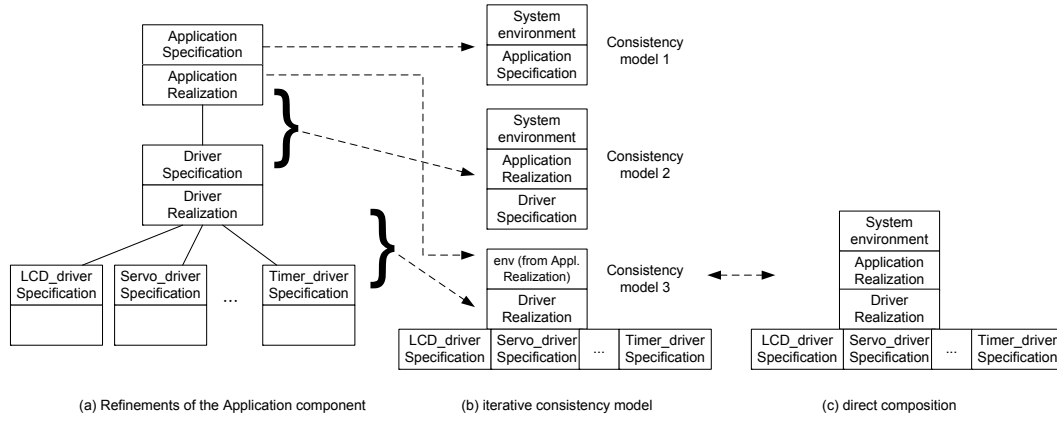 Application
Specification
Application
Realization
Driver
Specification
Driver
Realization
LCD_driver
Specification
Servo_driver
Specification
...
Timer_driver
Specification
(a) Refinements of the Application component
System
environment
Application
Specification
Consistency
model 1
System
environment
Application
Realization
Driver
Specification
Consistency
model 2
env (from Appl.
Realization)
Driver
Realization
Consistency
model 3
LCD_driver
Specification
Servo_driver
Specification
...
Timer_driver
Specification
(b) iterative consistency model
System
environment
Application
Realization
Driver
Realization
LCD_driver
Specification
Servo_driver
Specification
...
Timer_driver
Specification
(c) direct composition